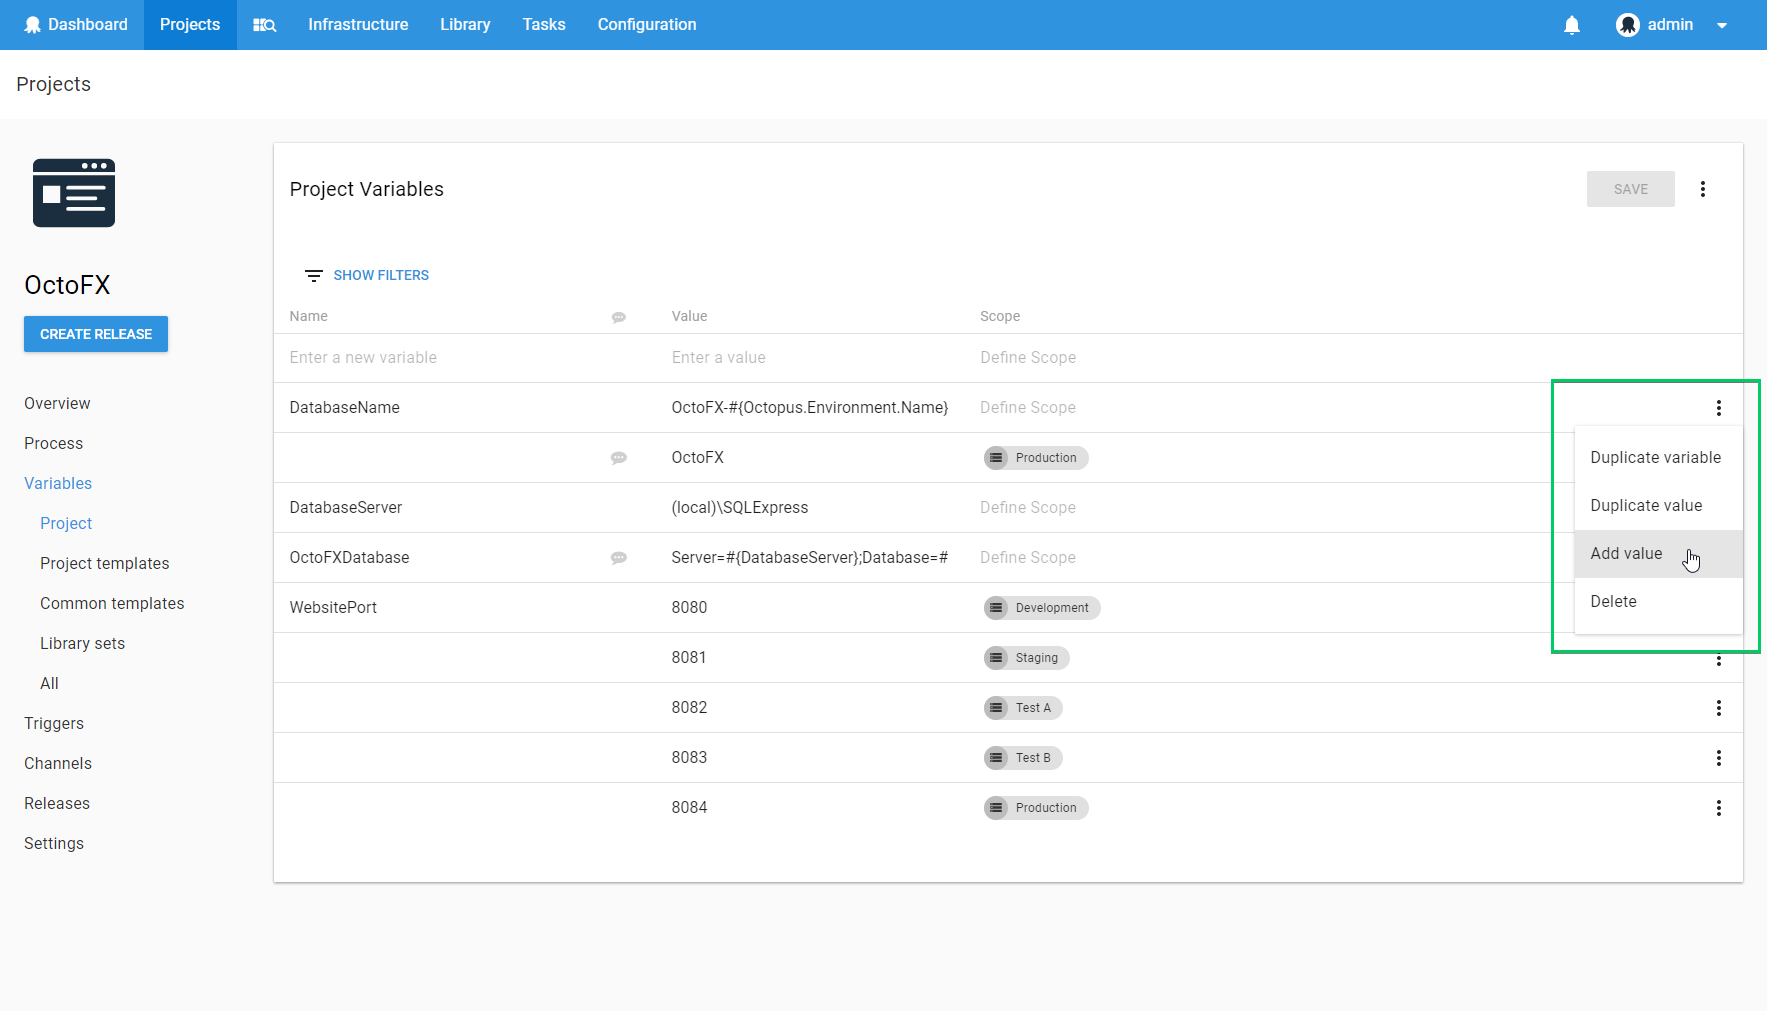 Dashboard Projects Infrastructure Library Tasks Configuration admin
Projects
Project Variables SAVE
OctoFX
CREATE RELEASE
Overview
Process
Variables
Project
Project templates
Common templates
Library sets
All
Triggers
Channels
Releases
Settings
SHOW FILTERS
Name Value Scope
Enter a new variable Enter a value Define Scope
DatabaseName OctoFX-#{Octopus.Environment.Name} Define Scope
OctoFX Production
DatabaseServer (local)\SQLExpress Define Scope
OctoFXDatabase Server=#{DatabaseServer};Database=# Define Scope
WebsitePort 8080 Development
8081 Staging
8082 Test A
8083 Test B
8084 Production
Duplicate variable
Duplicate value
Add value
Delete